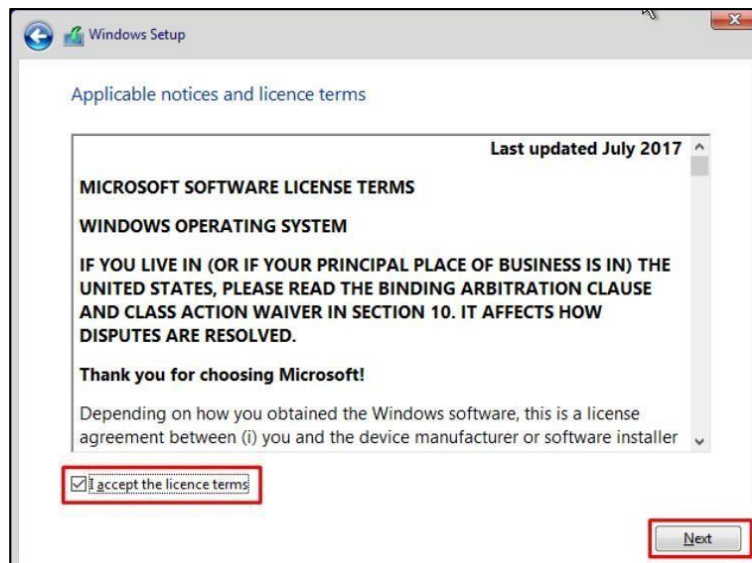 Windows Setup
Applicable notices and licence terms
Last updated July 2017
MICROSOFT SOFTWARE LICENSE TERMS
WINDOWS OPERATING SYSTEM
IF YOU LIVE IN (OR IF YOUR PRINCIPAL PLACE OF BUSINESS IS IN) THE
UNITED STATES, PLEASE READ THE BINDING ARBITRATION CLAUSE
AND CLASS ACTION WAIVER IN SECTION 10. IT AFFECTS HOW
DISPUTES ARE RESOLVED.
Thank you for choosing Microsoft!
Depending on how you obtained the Windows software, this is a license
agreement between (i) you and the device manufacturer or software installer
I accept the licence terms
Next